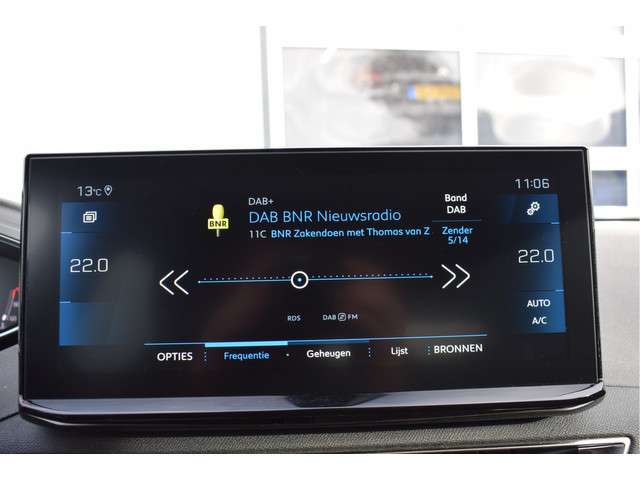 13°C
11:06
DAB+
Band
DAB
BNR
DAB BNR Nieuwsradio
11C BNR Zakendoen met Thomas van Z
Zender
5/14
22.0
22.0
RDS
DAB FM
AUTO
A/C
OPTIES
Frequentie
Geheugen
Lijst
BRONNEN